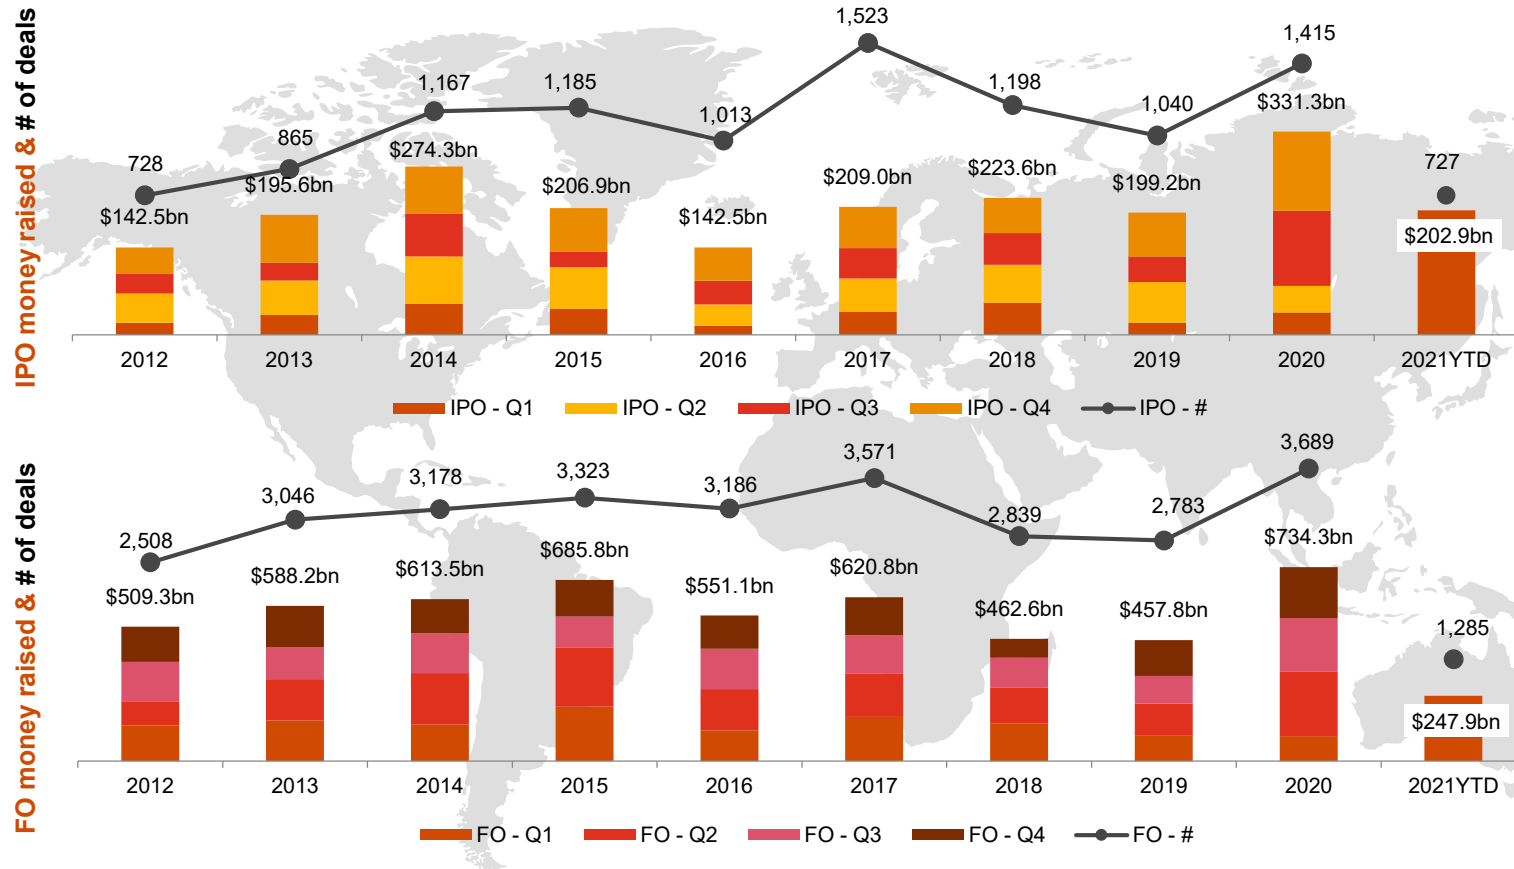 IPO money raised & # of deals
1,523
1,415
1,167
1,185
1,198
1,040
1,013
865
728
727
$331.3bn
$274.3bn
$195.6bn
$206.9bn
$209.0bn
$223.6bn
$199.2bn
$142.5bn
$142.5bn
$202.9bn
2012 2013 2014 2015 2016 2017 2018 2019 2020 2021YTD
IPO - Q1 IPO - Q2 IPO - Q3 IPO - Q4 IPO - #
FO money raised & # of deals
3,689
3,571
3,323
3,178
3,186
3,046
2,839
2,783
2,508
1,285
$734.3bn
$685.8bn
$588.2bn
$613.5bn
$620.8bn
$551.1bn
$509.3bn
$462.6bn
$457.8bn
$247.9bn
2012 2013 2014 2015 2016 2017 2018 2019 2020 2021YTD
FO - Q1 FO - Q2 FO - Q3 FO - Q4 FO - #